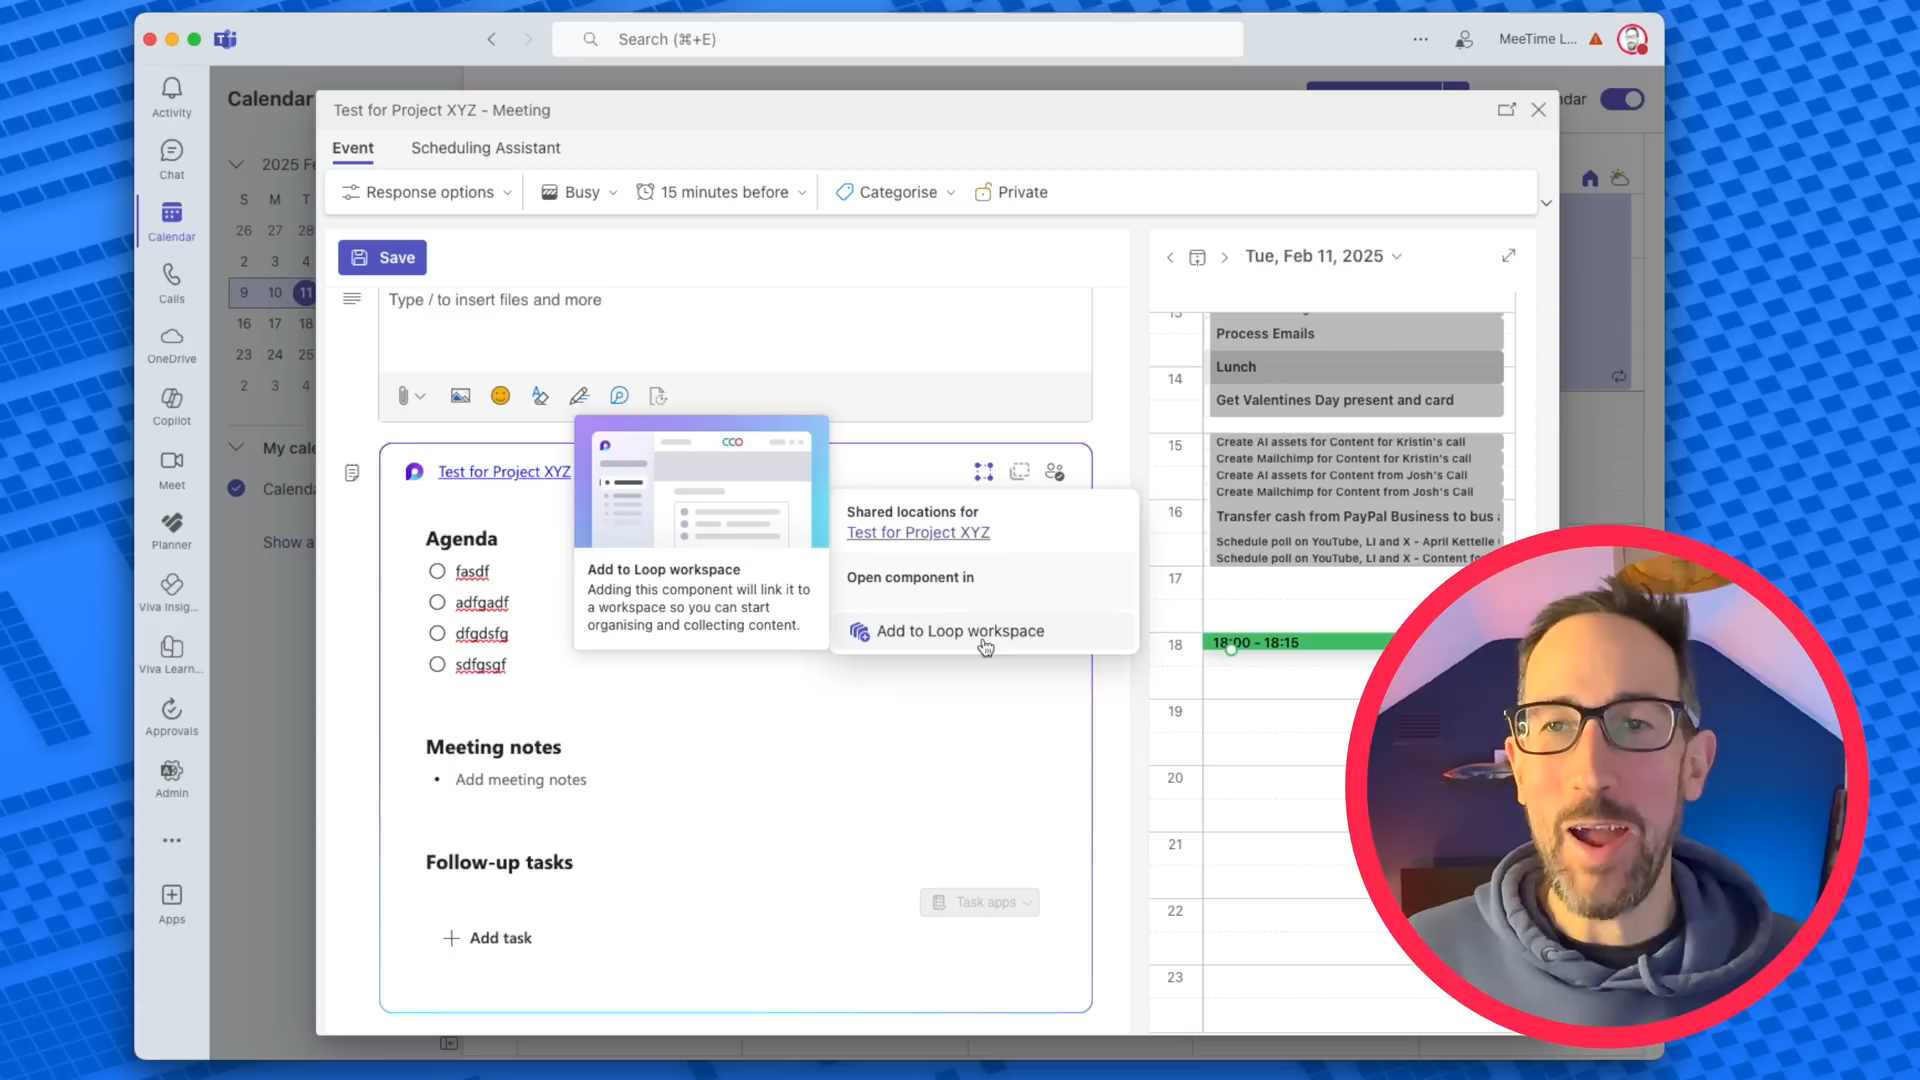 Search (⌘+E)
MeeTime L...
Activity
Chat
Calendar
Calls
OneDrive
Copilot
Meet
Planner
Viva Insig...
Viva Learn...
Approvals
Admin
Apps
Calendar
2025 Fe
S M T
26 27 28
2 3 4
9 10 11
16 17 18
23 24 25
2 3 4
My cale
Calenda
Show a
dar
Test for Project XYZ - Meeting
Event
Scheduling Assistant
Response options
Busy
15 minutes before
Categorise
Private
Save
Type / to insert files and more
Test for Project XYZ
Agenda
fasdf
adfgadf
dfgdsfg
sdfgsgf
Meeting notes
• Add meeting notes
Follow-up tasks
Task apps
Add task
Add to Loop workspace
Adding this component will link it to
a workspace so you can start
organising and collecting content.
Shared locations for
Test for Project XYZ
Open component in
Add to Loop workspace
Tue, Feb 11, 2025
Process Emails
Lunch
14
Get Valentines Day present and card
15
Create AI assets for Content for Kristin's call
Create Mailchimp for Content for Kristin's call
Create AI assets for Content from Josh's Call
Create Mailchimp for Content from Josh's Call
16
Transfer cash from PayPal Business to bus
Schedule poll on YouTube, LI and X - April Kettelle
Schedule poll on YouTube, LI and X - Content fo
17
18
18:00 - 18:15
19
20
21
22
23